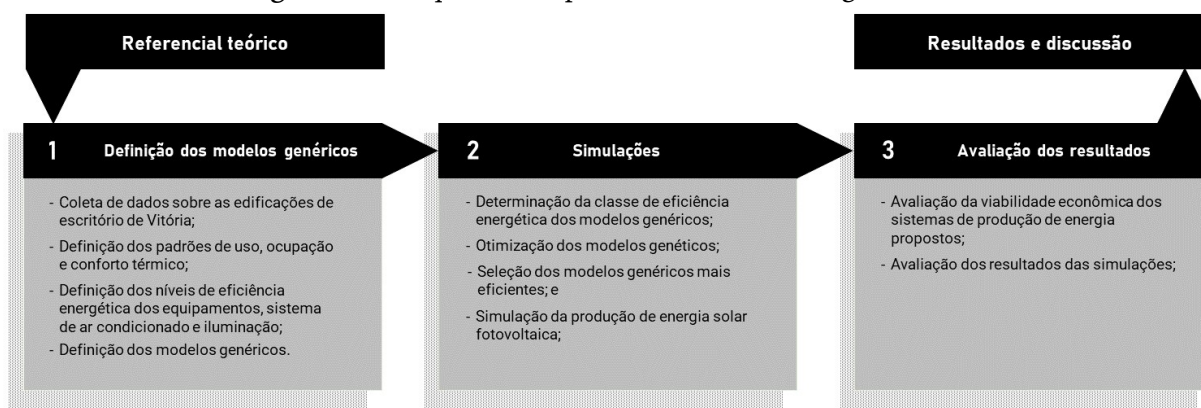 Referencial teórico
Resultados e discussão
1 Definição dos modelos genéricos
- Coleta de dados sobre as edificações de
escritório de Vitória;
- Definição dos padrões de uso, ocupação
e conforto térmico;
- Definição dos níveis de eficiência
energética dos equipamentos, sistema
de ar condicionado e iluminação;
- Definição dos modelos genéricos.
2 Simulações
- Determinação da classe de eficiência
energética dos modelos genéricos;
- Otimização dos modelos genéticos;
- Seleção dos modelos genéricos mais
eficientes; e
- Simulação da produção de energia solar
fotovoltaica;
3 Avaliação dos resultados
- Avaliação da viabilidade econômica dos
sistemas de produção de energia
propostos;
- Avaliação dos resultados das simulações;